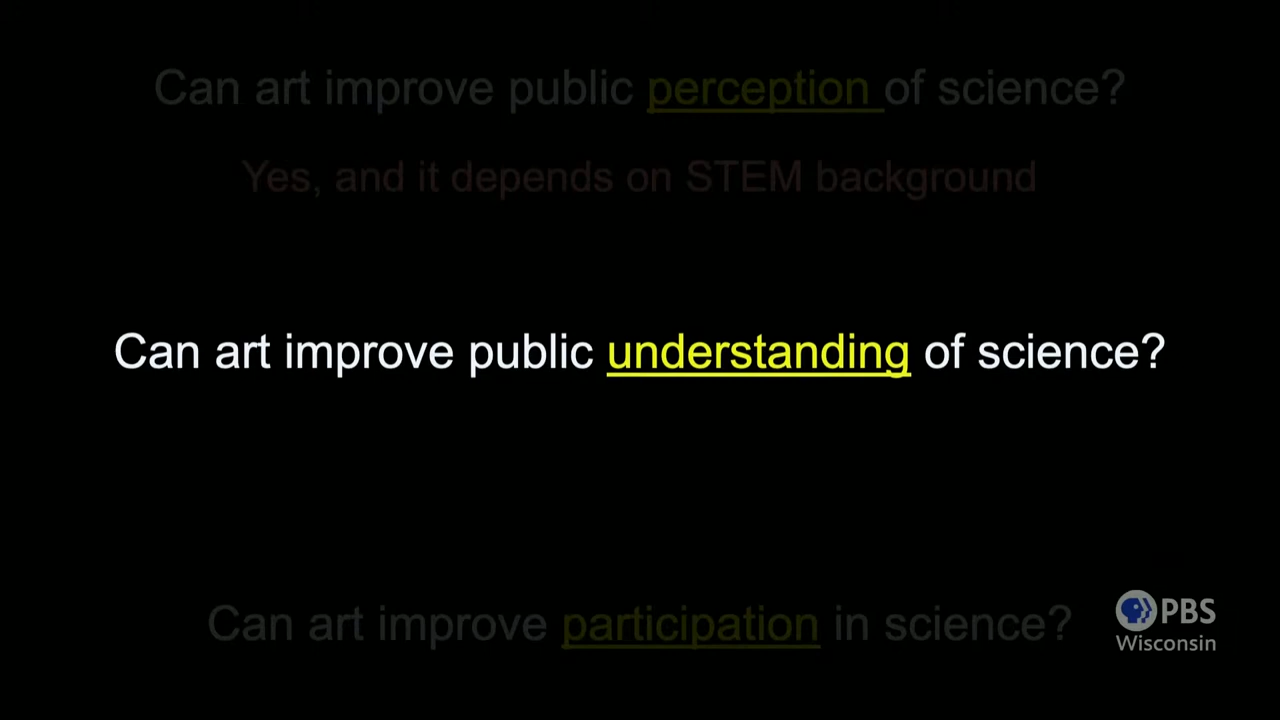 Can art improve public perception of science?
Yes, and it depends on STEM background
Can art improve public understanding of science?
Can art improve participation in science?
PBS
Wisconsin